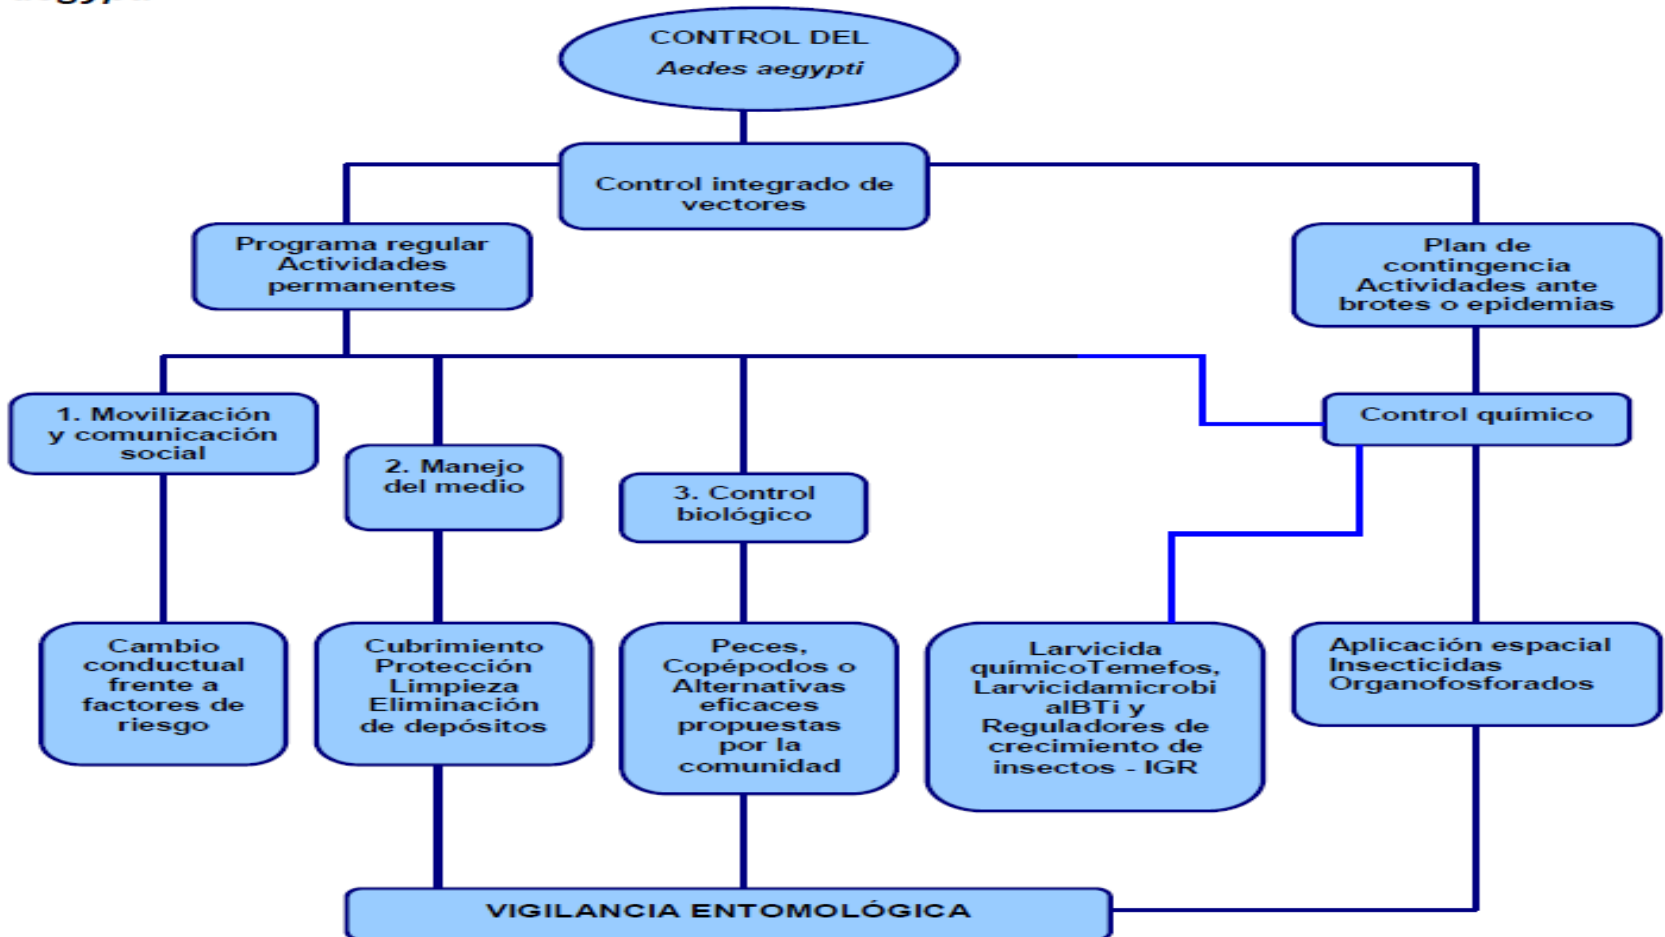 CONTROL DEL
Aedes aegypti
Control integrado de
vectores
Programa regular
Actividades
permanentes
Plan de
contingencia
Actividades ante
brotes o epidemias
1. Movilización
y comunicación
social
2. Manejo
del medio
3. Control
biológico
Control químico
Cambio
conductual
frente a
factores de
riesgo
Cubrimiento
Protección
Limpieza
Eliminación
de depósitos
Peces,
Copépodos o
Alternativas
eficaces
propuestas
por la
comunidad
Larvicida
químicoTemefos,
Larvicidamicrobi
alBTi y
Reguladores de
crecimiento de
insectos - IGR
Aplicación espacial
Insecticidas
Organofosforados
VIGILANCIA ENTOMOLÓGICA